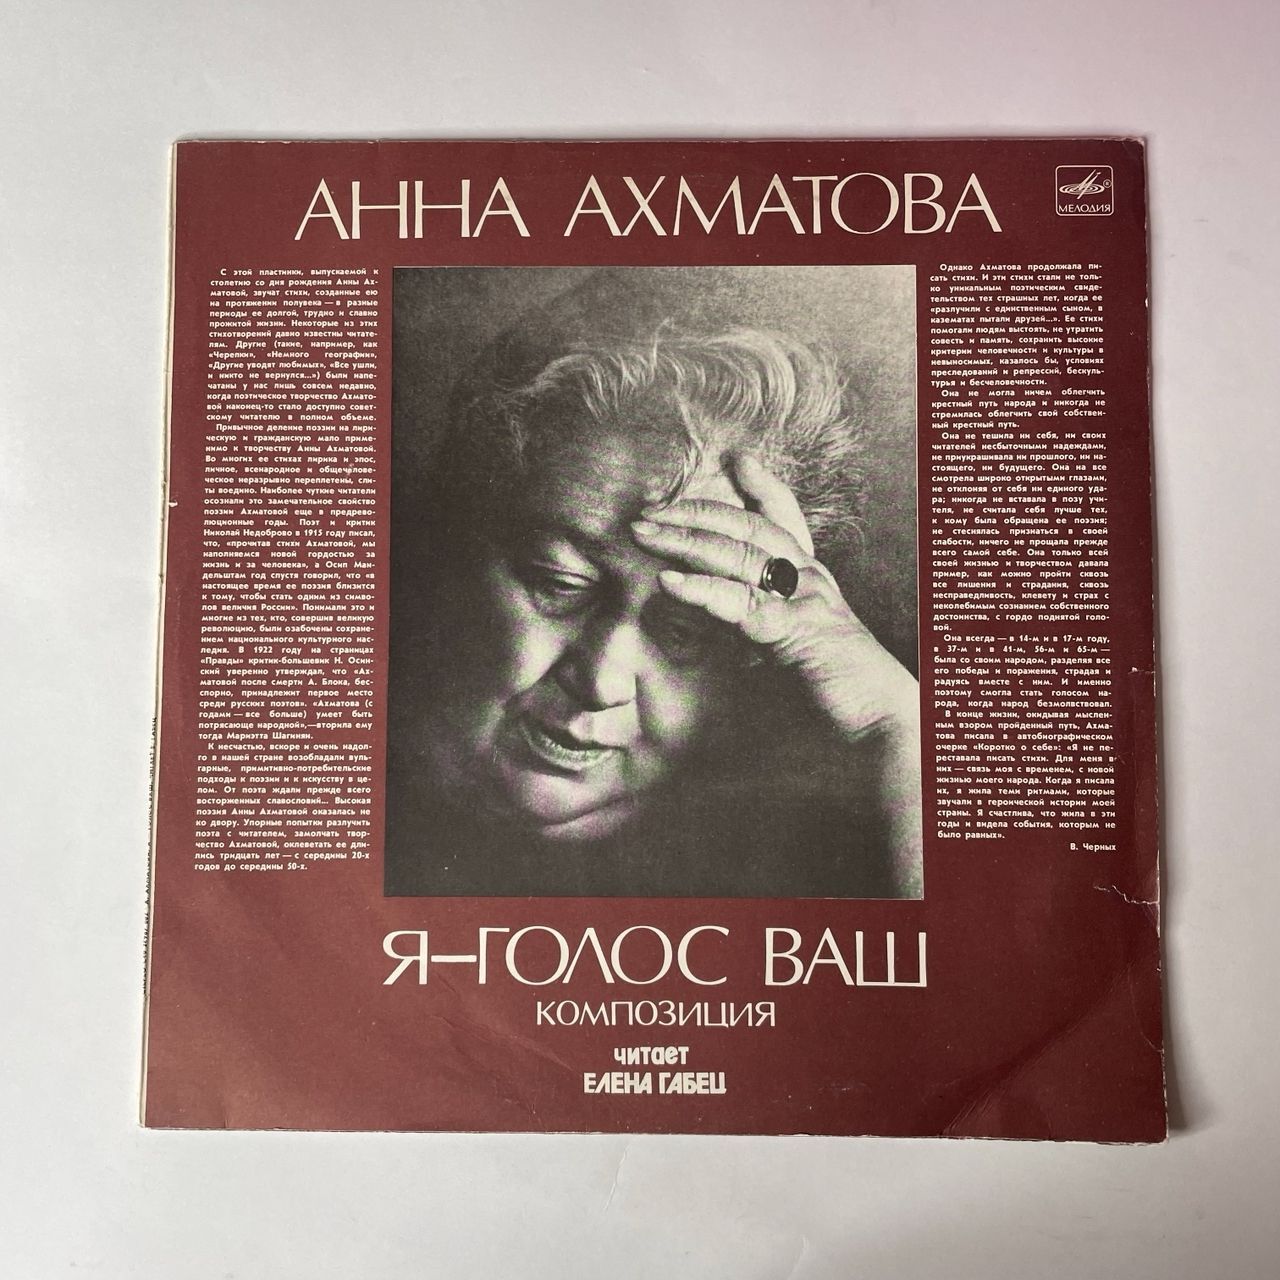 АННА АХМАТОВА
МЕЛОДИЯ
С этой пластинки, выпускаемой к
столетию со дня рождения Анны Ах-
матовой, звучат стихи, созданные ею
на протяжении полувека — в разные
периоды ее долгой, трудно и славно
прожитой жизни. Некоторые из этих
стихотворений давно известны читате-
лям. Другие (такие, например, как
«Черепки», «Немного географии»,
«Другие уводят любимых», «Все ушли,
и никто не вернулся...») были напе-
чатаны у нас лишь совсем недавно,
когда поэтическое творчество Ахмато-
вой наконец-то стало доступно совет-
скому читателю в полном объеме.
Привычное деление поэзии на лири-
ческую и гражданскую мало приме-
нимо к творчеству Анны Ахматовой.
Во многих ее стихах лирика и эпос,
личное, всенародное и общечелове-
ческое неразрывно переплетены, сли-
ты воедино. Наиболее чуткие читатели
осознали это замечательное свойство
поэзии Ахматовой еще в предрево-
люционные годы. Поэт и критик
Николай Недоброво в 1915 году писал,
что, «прочитав стихи Ахматовой, мы
наполняемся новой гордостью за
жизнь и за человека», а Осип Ман-
дельштам год спустя говорил, что «в
настоящее время ее поэзия близится
к тому, чтобы стать одним из симво-
лов величия России». Понимали это и
многие из тех, кто, совершив великую
революцию, были озабочены сохране-
нием национального культурного нас-
ледия. В 1922 году на страницах
«Правды» критик-большевик Н. Осин-
ский уверенно утверждал, что «Ах-
матовой после смерти А. Блока, бес-
спорно, принадлежит первое место
среди русских поэтов». «Ахматова (с
годами — все больше) умеет быть
потрясающе народной»,—вторила ему
тогда Мариэтта Шагинян.
К несчастью, вскоре и очень надол-
го в нашей стране возобладали вуль-
гарные, примитивно-потребительские
подходы к поэзии и к искусству в це-
лом. От поэта ждали прежде всего
восторженных славословий... Высокая
поэзия Анны Ахматовой оказалась не
ко двору. Упорные попытки разлучить
поэта с читателем, замолчать твор-
чество Ахматовой, оклеветать ее дли-
лись тридцать лет — с середины 20-х
годов до середины 50-х.
Однако Ахматова продолжала пи-
сать стихи. И эти стихи стали не толь-
ко уникальным поэтическим свиде-
тельством тех страшных лет, когда ее
«разлучили с единственным сыном, в
казематах пытали друзей...». Ее стихи
помогали людям выстоять, не утратить
совесть и память, сохранить высокие
критерии человечности и культуры в
невыносимых, казалось бы, условиях
преследований и репрессий, бескуль-
турья и бесчеловечности.
Она не могла ничем облегчить
крестный путь народа и никогда не
стремилась облегчить свой собствен-
ный крестный путь.
Она не тешила ни себя, ни своих
читателей несбыточными надеждами,
не приукрашивала ни прошлого, ни на-
стоящего, ни будущего. Она на все
смотрела широко открытыми глазами,
не отклоняя от себя ни единого уда-
ра; никогда не вставала в позу учи-
теля, не считала себя лучше тех,
к кому была обращена ее поэзия;
не стеснялась признаться в своей
слабости, ничего не прощала прежде
всего самой себе. Она только всей
своей жизнью и творчеством давала
пример, как можно пройти сквозь
все лишения и страдания, сквозь
несправедливость, клевету и страх с
неколебимым сознанием собственного
достоинства, с гордо поднятой голо-
вой.
Она всегда — в 14-м и в 17-м году,
в 37-м и в 41-м, 56-м и 65-м —
была со своим народом, разделяя все
его победы и поражения, страдая и
радуясь вместе с ним. И именно
поэтому смогла стать голосом на-
рода, когда народ безмолвствовал.
В конце жизни, окидывая мыслен-
ным взором пройденный путь, Ахма-
това писала в автобиографическом
очерке «Коротко о себе»: «Я не пе-
реставала писать стихи. Для меня в
них — связь моя с временем, с новой
жизнью моего народа. Когда я писала
их, я жила теми ритмами, которые
звучали в героической истории моей
страны. Я счастлива, что жила в эти
годы и видела события, которым не
было равных».
В. Черных
Я–ГОЛОС ВАШ
КОМПОЗИЦИЯ
читает
ЕЛЕНА ГАБЕЦ